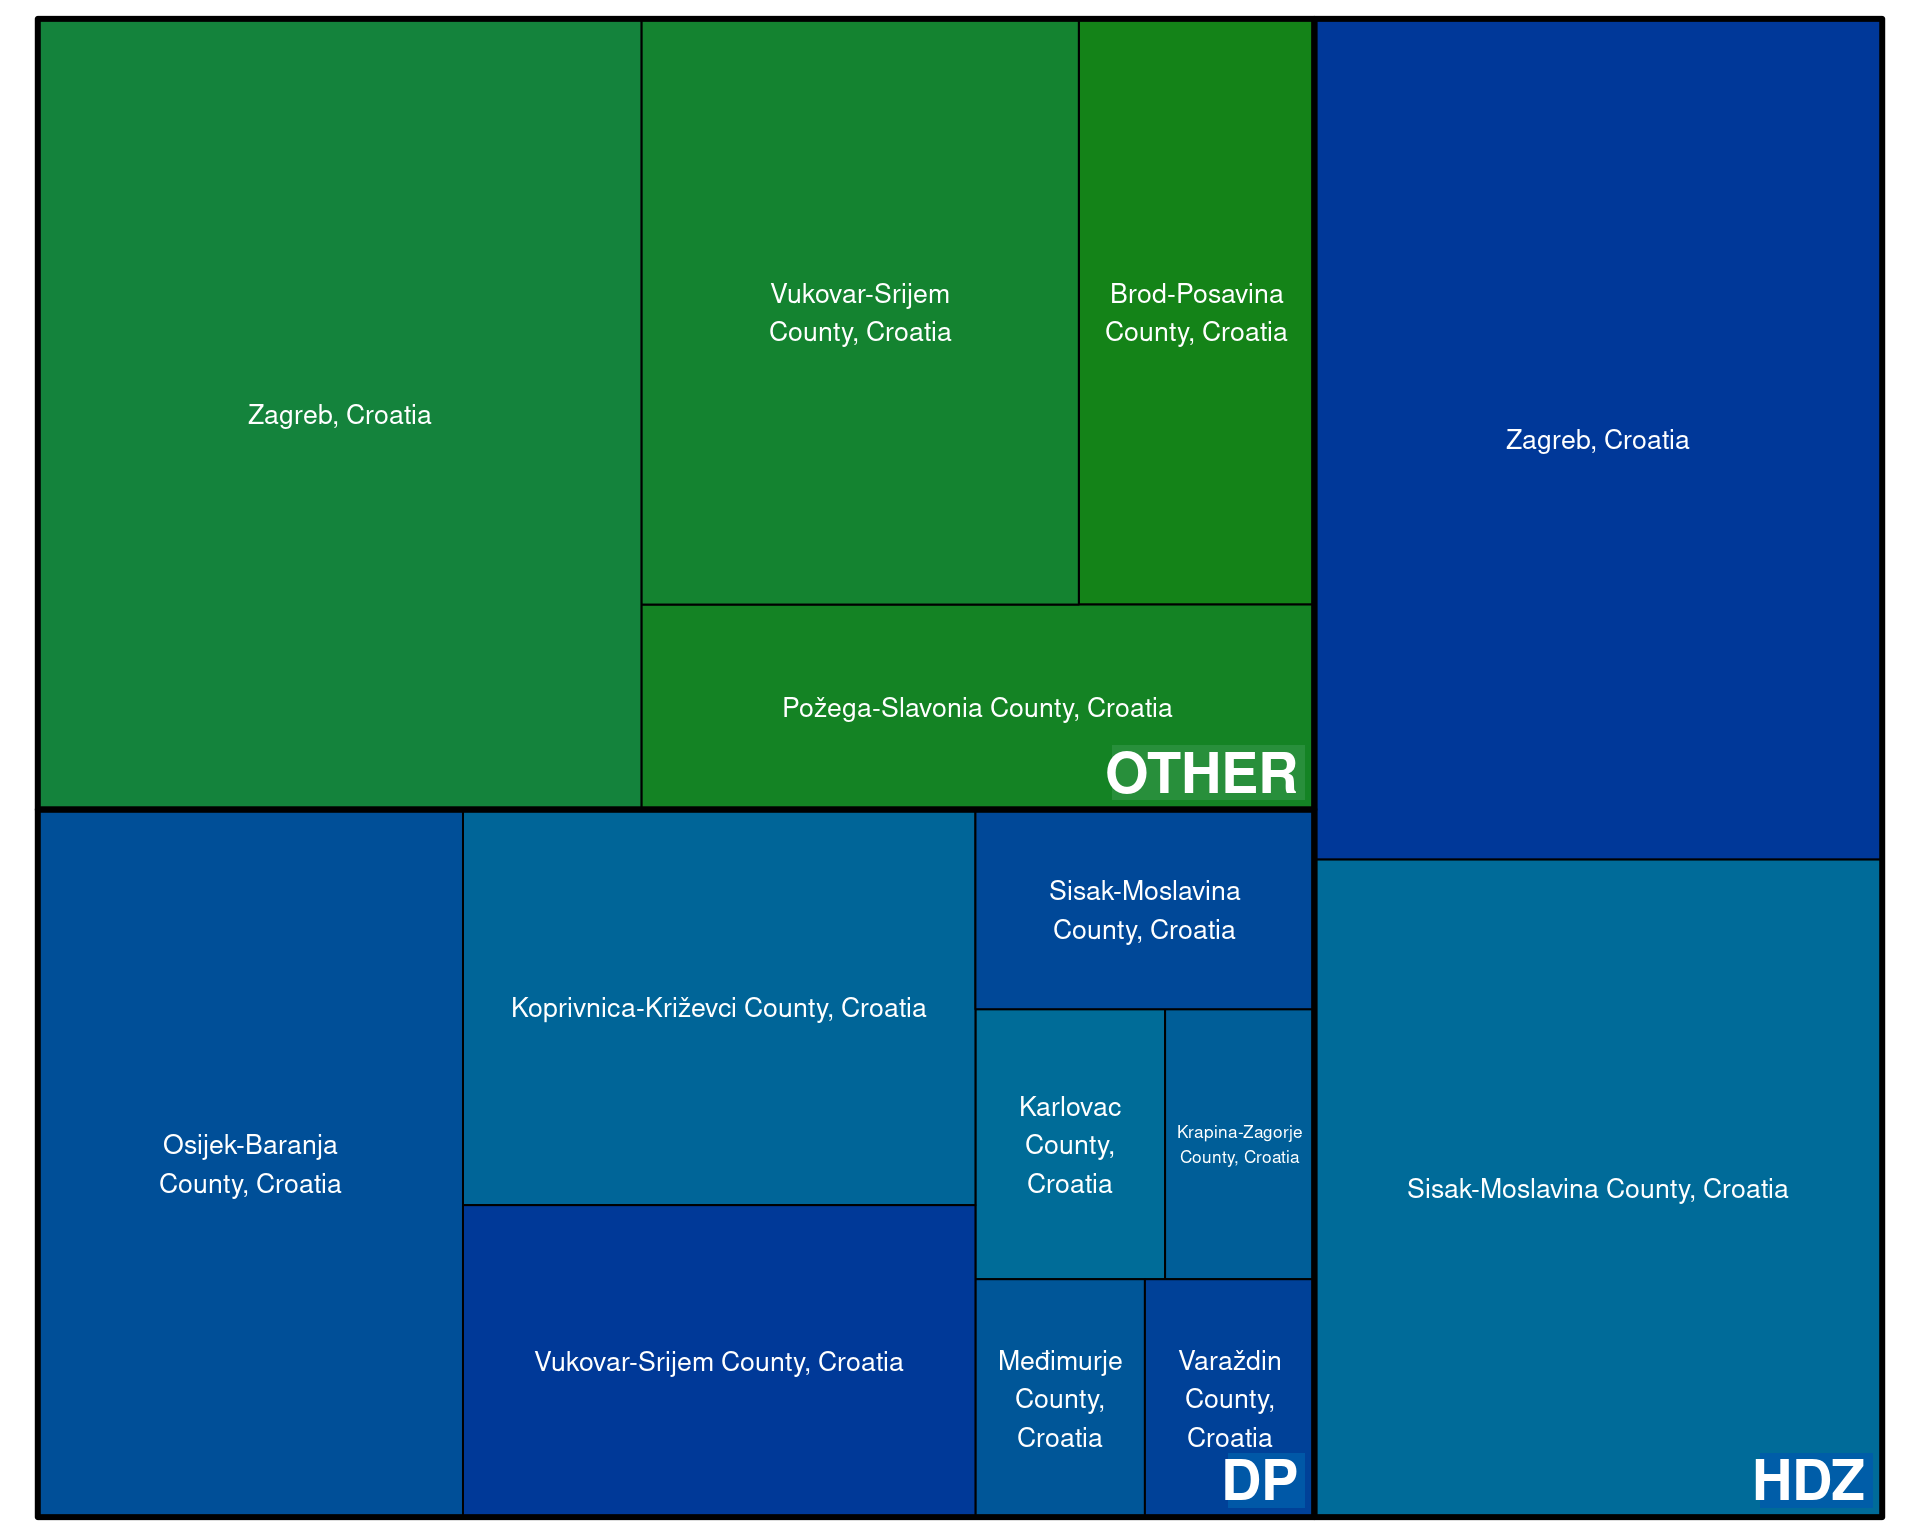 Zagreb, Croatia
Vukovar-Srijem
County, Croatia
Brod-Posavina
County, Croatia
Požega-Slavonia County, Croatia
OTHER
Zagreb, Croatia
Sisak-Moslavina County, Croatia
HDZ
Osijek-Baranja
County, Croatia
Koprivnica-Križevci County, Croatia
Vukovar-Srijem County, Croatia
Sisak-Moslavina
County, Croatia
Karlovac
County,
Croatia
Krapina-Zagorje
County, Croatia
Međimurje
County,
Croatia
Varaždin
County,
Croatia
DP